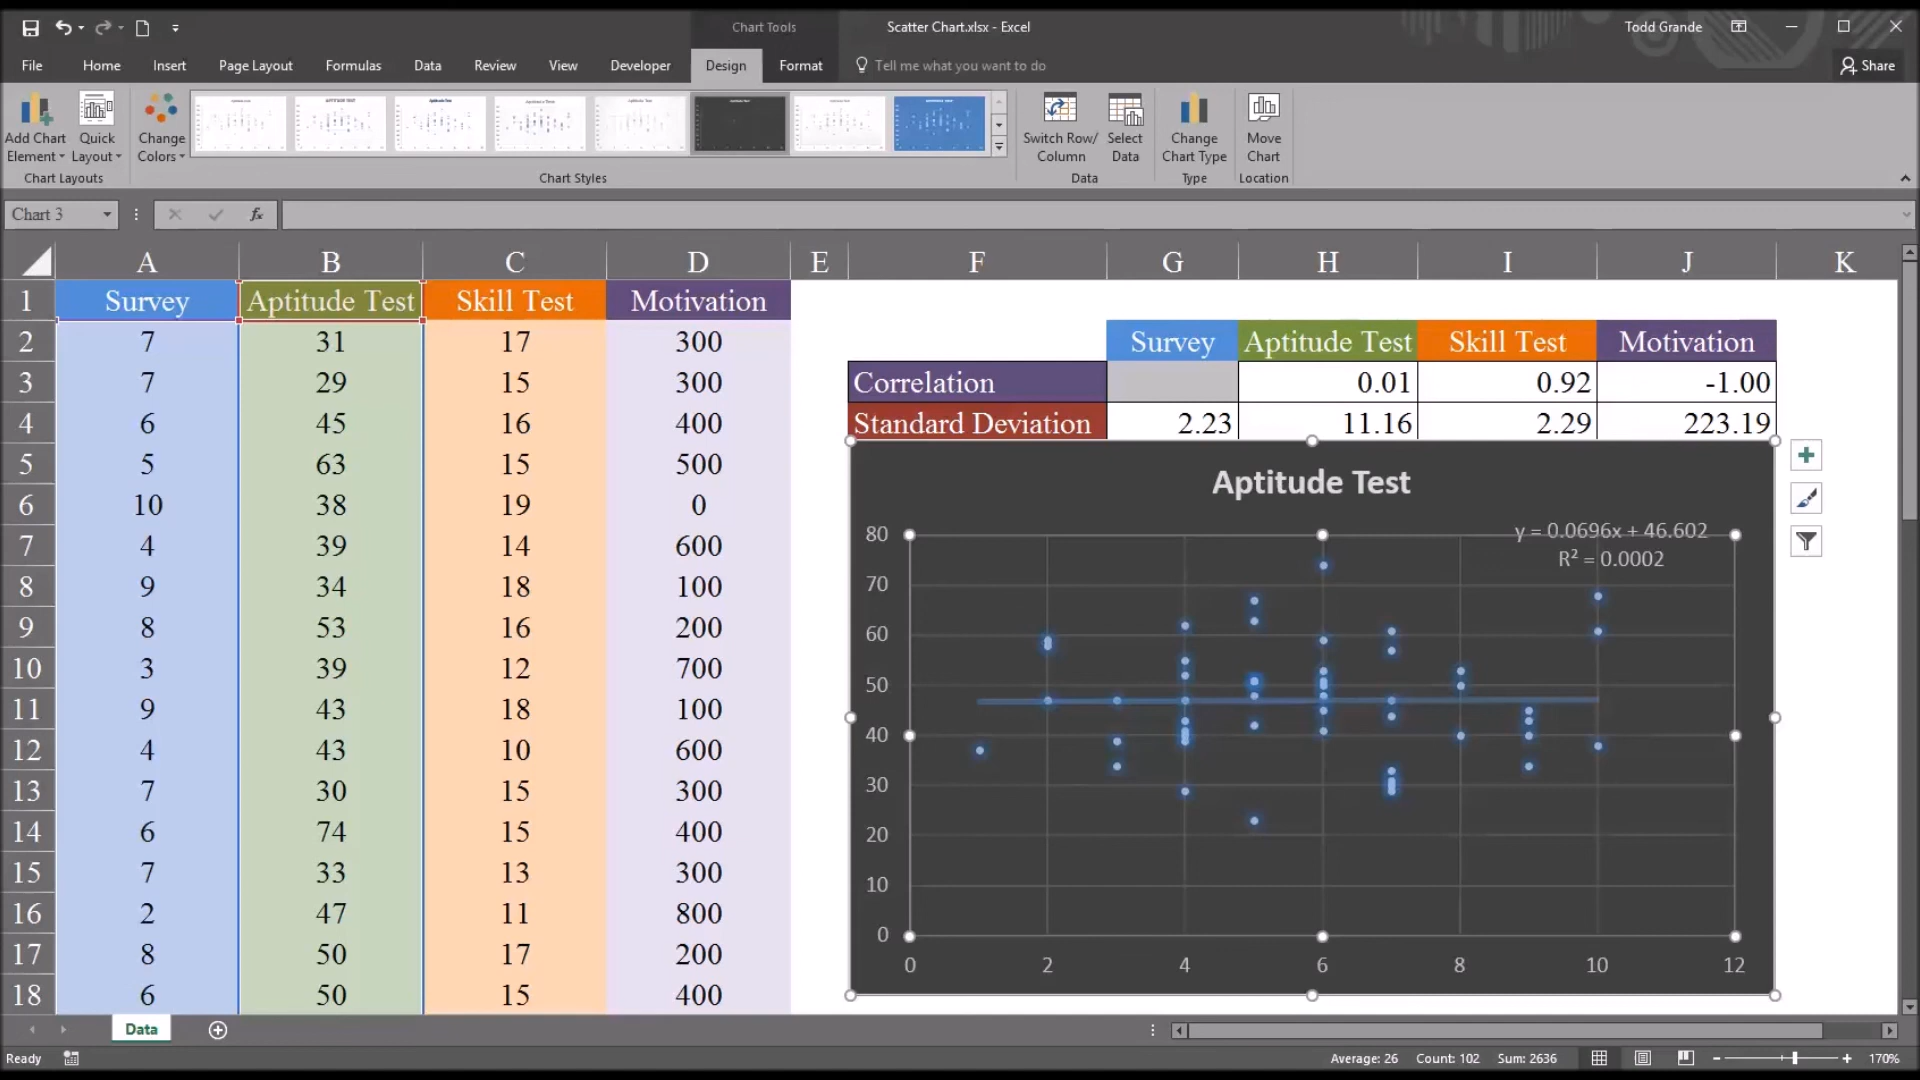 Chart Tools
Scatter Chart.xlsx - Excel
Todd Grande
File Home Insert Page Layout Formulas Data Review View Developer Design Format Tell me what you want to do Share
Add Chart Element
Quick Layout
Change Colors
Switch Row/ Column
Select Data
Change Chart Type
Move Chart
Chart Layouts Chart Styles Data Type Location
Chart 3 fx
A B C D E F G H I J K
1 Survey Aptitude Test Skill Test Motivation
2 7 31 17 300 Survey Aptitude Test Skill Test Motivation
3 7 29 15 300 Correlation 0.01 0.92 -1.00
4 6 45 16 400 Standard Deviation 2.23 11.16 2.29 223.19
5 5 63 15 500
6 10 38 19 0
7 4 39 14 600
8 9 34 18 100
9 8 53 16 200
10 3 39 12 700
11 9 43 18 100
12 4 43 10 600
13 7 30 15 300
14 6 74 15 400
15 7 33 13 300
16 2 47 11 800
17 8 50 17 200
18 6 50 15 400
Aptitude Test
y = 0.0696x + 46.602
R² = 0.0002
80
70
60
50
40
30
20
10
0
0 2 4 6 8 10 12
Data
Ready Average: 26 Count: 102 Sum: 2636 170%